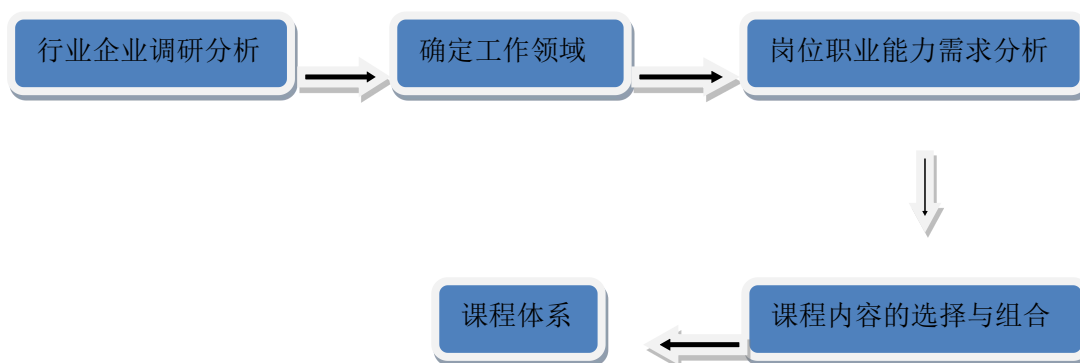 行业企业调研分析
确定工作领域
岗位职业能力需求分析
课程内容的选择与组合
课程体系